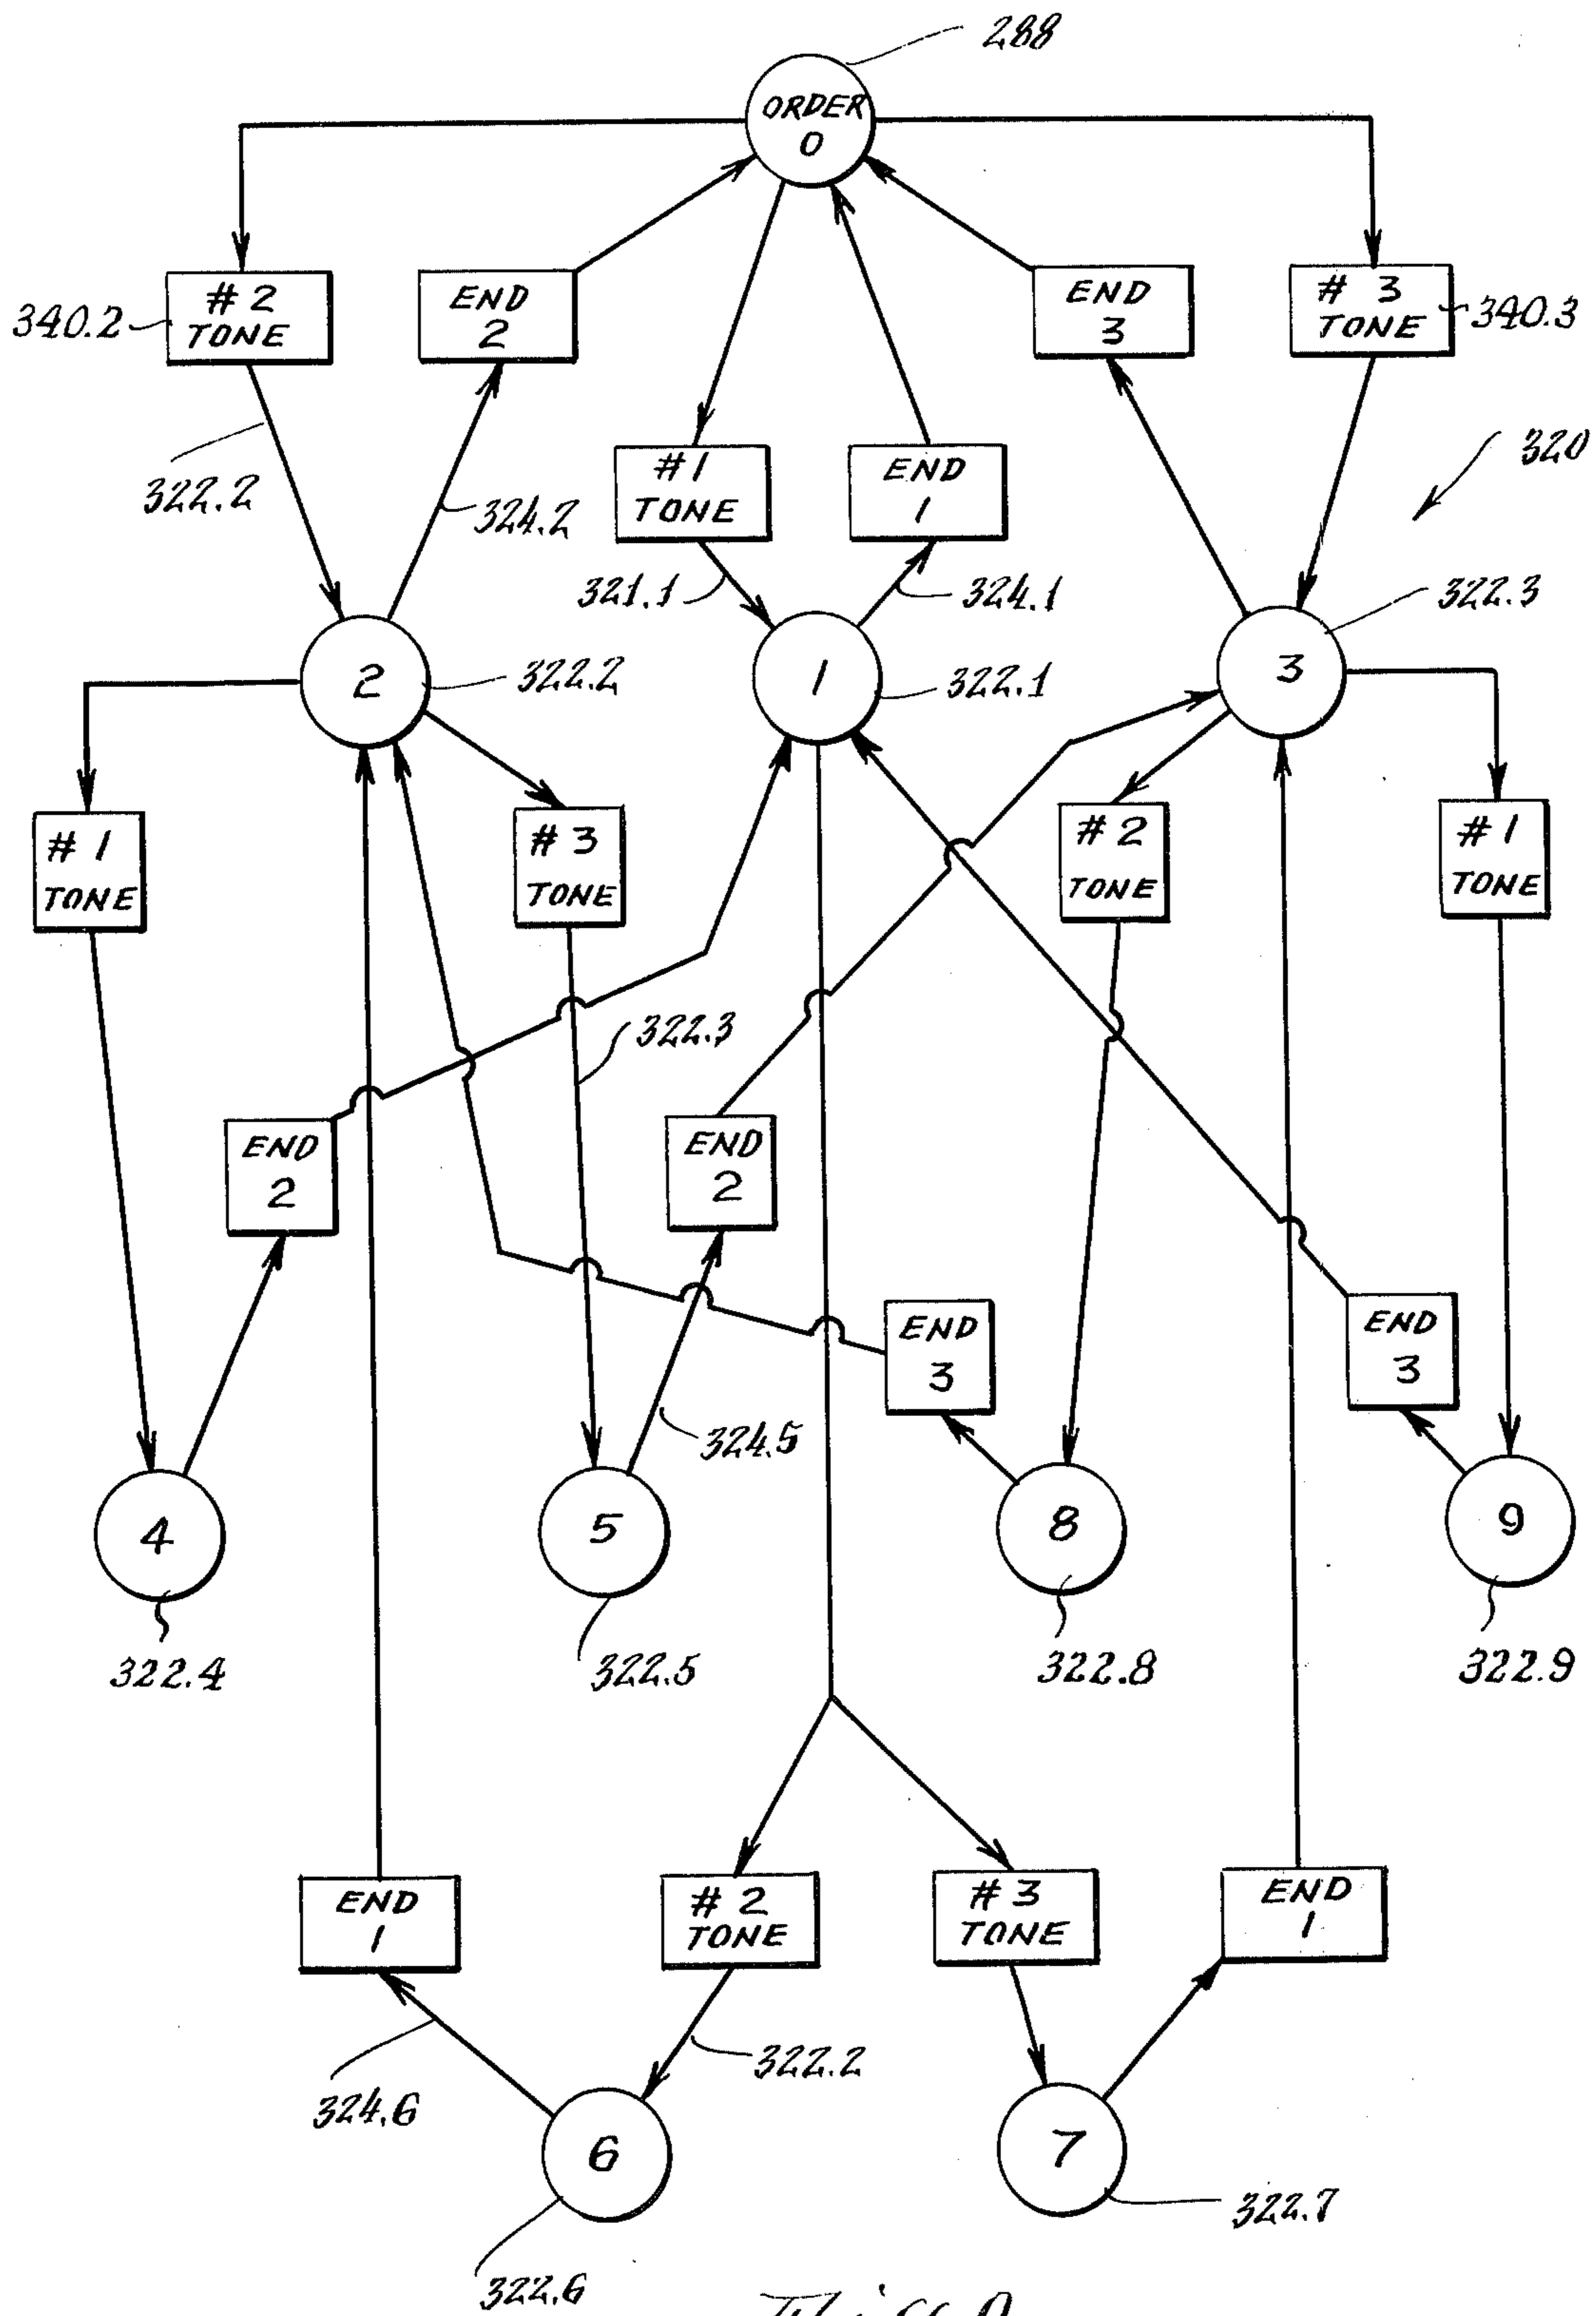 288
ORDER
0
# 2
TONE
340.2
END
2
END
3
# 3
TONE
340.3
320
322.2
324.2
#1
TONE
END
1
321.1
324.1
322.3
2
322.2
1
322.1
3
# 1
TONE
# 3
TONE
# 2
TONE
# 1
TONE
322.3
END
2
END
2
END
3
END
3
324.5
4
5
8
9
322.4
322.5
322.8
322.9
END
1
# 2
TONE
# 3
TONE
END
1
324.6
322.2
6
7
322.7
322.6